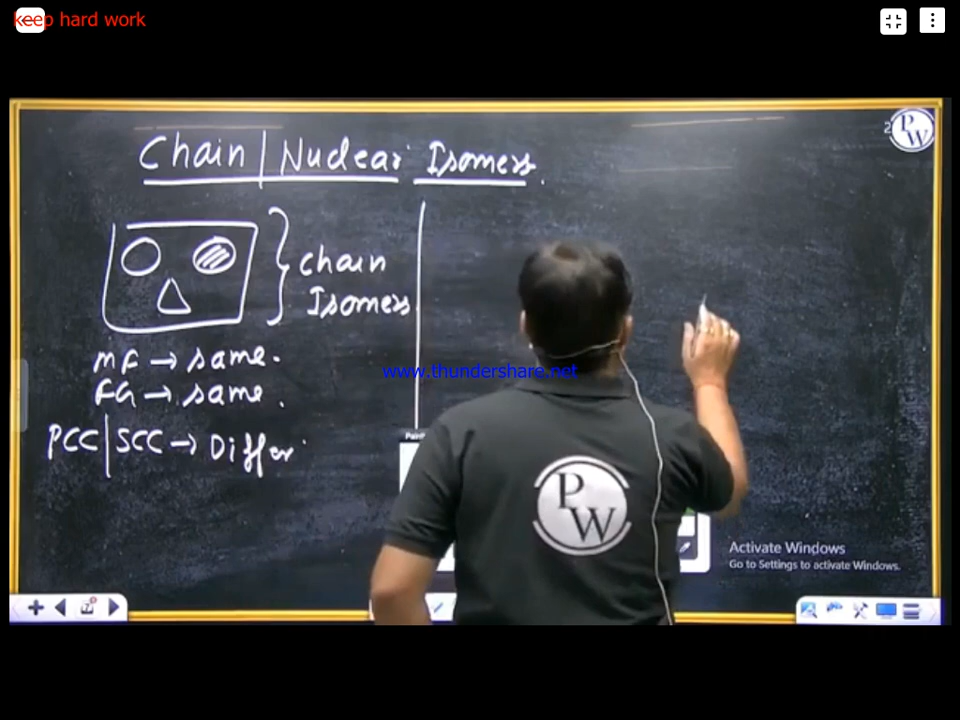 keep hard work
Chain | Nuclear Isomers.
PW
Chain
Isomers
MF → same.
FG → same.
www.thundershare.net
PCC | SCC → Differ
PW
Activate Windows
Go to Settings to activate Windows.